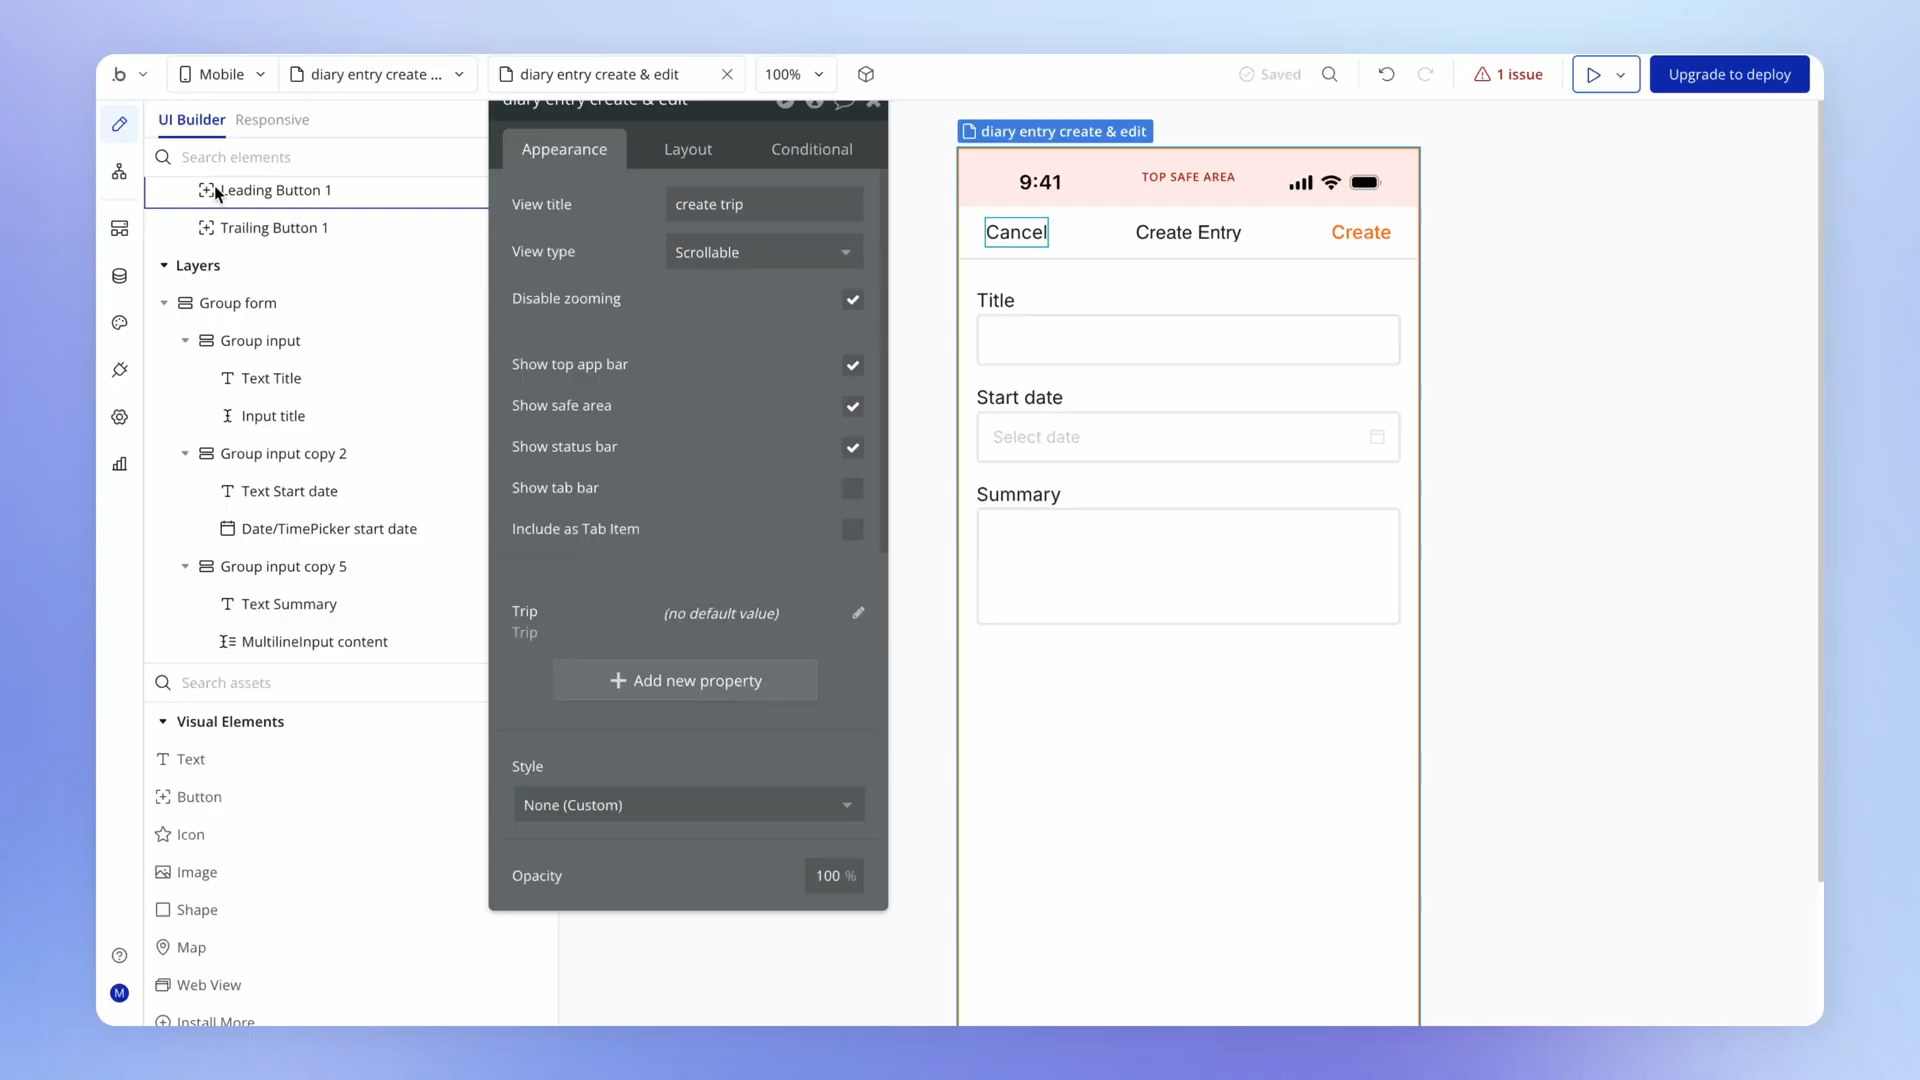 Mobile
diary entry create ...
diary entry create & edit
100%
Saved
1 issue
Upgrade to deploy
UI Builder
Responsive
Search elements
Leading Button 1
Trailing Button 1
Layers
Group form
Group input
Text Title
Input title
Group input copy 2
Text Start date
Date/TimePicker start date
Group input copy 5
Text Summary
MultilineInput content
Search assets
Visual Elements
Text
Button
Icon
Image
Shape
Map
Web View
Install More
M
diary entry create & edit
Appearance
Layout
Conditional
View title
create trip
View type
Scrollable
Disable zooming
Show top app bar
Show safe area
Show status bar
Show tab bar
Include as Tab Item
Trip
(no default value)
Trip
Add new property
Style
None (Custom)
Opacity
100 %
diary entry create & edit
9:41
TOP SAFE AREA
Cancel
Create Entry
Create
Title
Start date
Select date
Summary